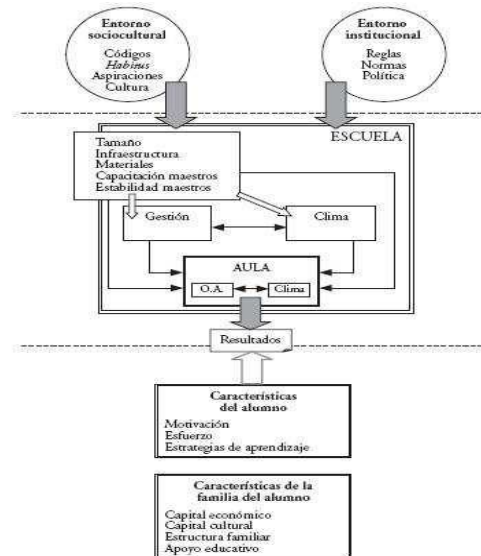 Entorno
sociocultural
Códigos
Habitus
Aspiraciones
Cultura
Entorno
institucional
Reglas
Normas
Política
ESCUELA
Tamaño
Infraestructura
Materiales
Capacitación maestros
Estabilidad maestros
Gestión
Clima
AULA
O.A.
Clima
Resultados
Características
del alumno
Motivación
Esfuerzo
Estrategias de aprendizaje
Características de la
familia del alumno
Capital económico
Capital cultural
Estructura familiar
Apoyo educativo